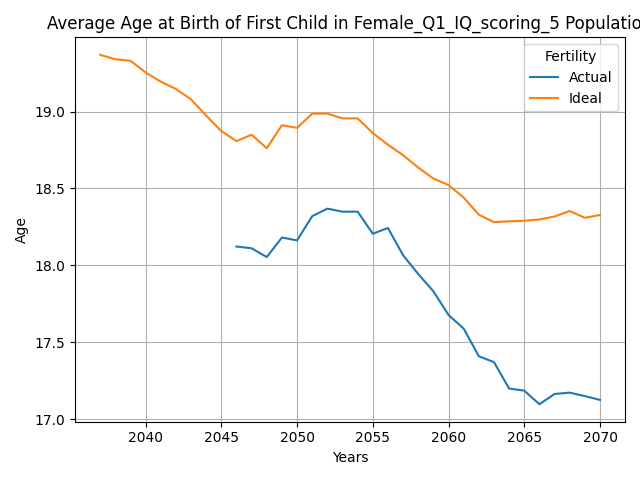 Average Age at Birth of First Child in Female_Q1_IQ_scoring_5 Populatio
Fertility
Actual
Ideal
19.0
18.5
18.0
17.5
17.0
Age
2040 2045 2050 2055 2060 2065 2070
Years